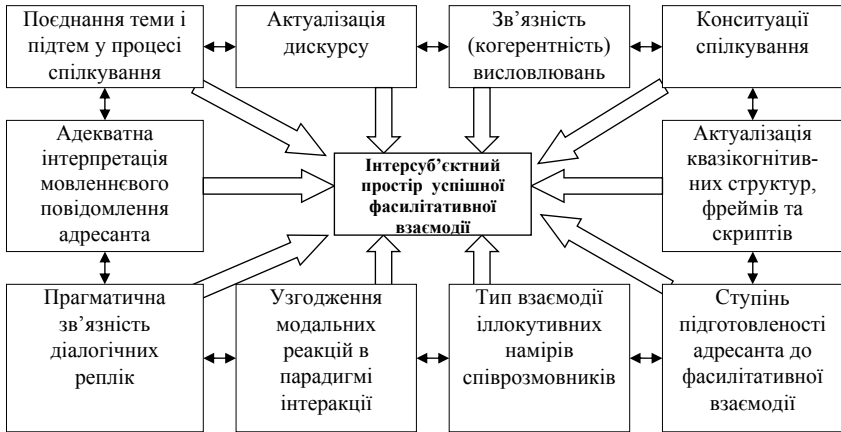 Поєднання теми і
підтем у процесі
спілкування
Актуалізація
дискурсу
Зв’язність
(когерентність)
висловлювань
Конситуації
спілкування
Адекватна
інтерпретація
мовленнєвого
повідомлення
адресанта
Інтерсуб’єктний
простір успішної
фасилітативної
взаємодії
Актуалізація
квазікогнітив-
них структур,
фреймів та
скриптів
Прагматична
зв’язність
діалогічних
реплік
Узгодження
модальних
реакцій в
парадигмі
інтеракції
Тип взаємодії
іллокутивних
намірів
співрозмовників
Ступінь
підготовленості
адресанта до
фасилітативної
взаємодії